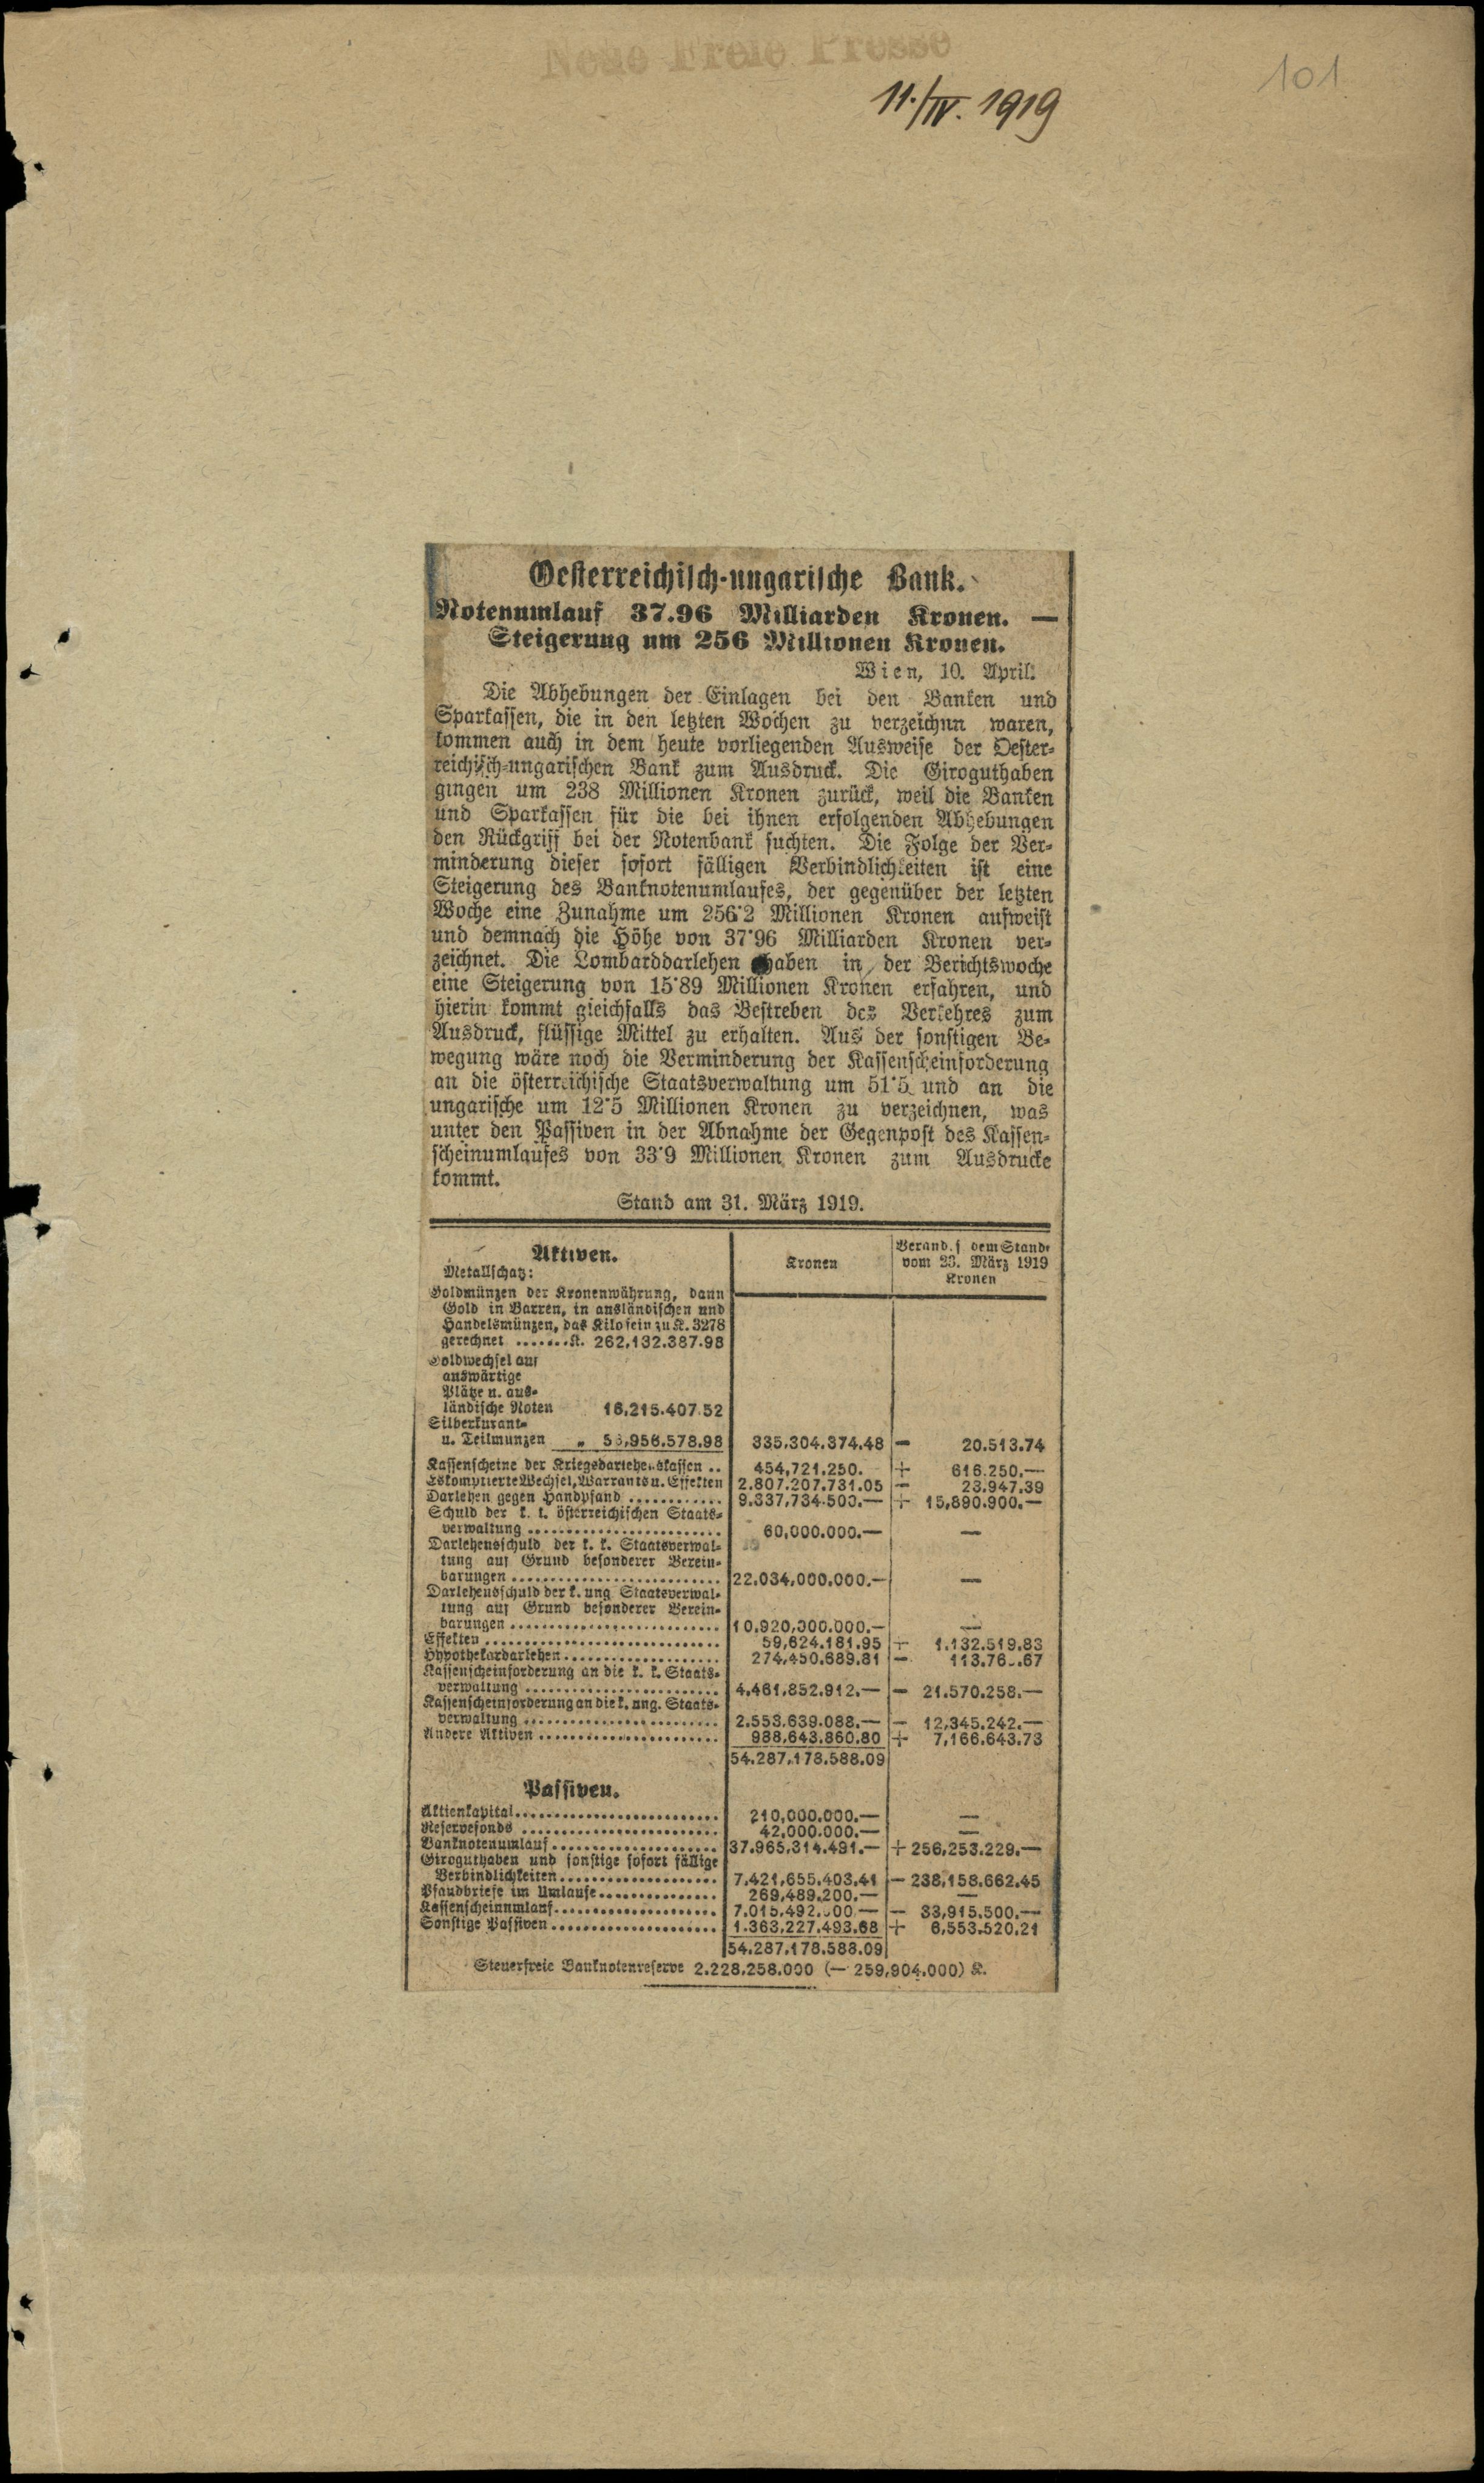 Neue Freie Presse
101
11./IV. 1919
Oesterreichisch-ungarische Bank.
Notenumlauf 37.96 Milliarden Kronen. —
Steigerung um 256 Millionen Kronen.
Wien, 10. April.
Die Abhebungen der Einlagen bei den Banken und
Sparkassen, die in den letzten Wochen zu verzeichnn waren,
kommen auch in dem heute vorliegenden Ausweise der Oester-
reichisch-ungarischen Bank zum Ausdruck. Die Giroguthaben
gingen um 238 Millionen Kronen zurück, weil die Banken
und Sparkassen für die bei ihnen erfolgenden Abhebungen
den Rückgriff bei der Notenbank suchten. Die Folge der Ver-
minderung dieser sofort fälligen Verbindlichkeiten ist eine
Steigerung des Banknotenumlaufes, der gegenüber der letzten
Woche eine Zunahme um 256·2 Millionen Kronen aufweist
und demnach die Höhe von 37·96 Milliarden Kronen ver-
zeichnet. Die Lombarddarlehen haben in der Berichtswoche
eine Steigerung von 15·89 Millionen Kronen erfahren, und
hierin kommt gleichfalls das Bestreben des Verkehres zum
Ausdruck, flüssige Mittel zu erhalten. Aus der sonstigen Be-
wegung wäre noch die Verminderung der Kassenscheinforderung
an die österreichische Staatsverwaltung um 51·5 und an die
ungarische um 12·5 Millionen Kronen zu verzeichnen, was
unter den Passiven in der Abnahme der Gegenpost des Kassen-
scheinumlaufes von 33·9 Millionen Kronen zum Ausdrucke
kommt.
Stand am 31. März 1919.
Aktiven. Kronen Veränd. s dem Stande vom 23. März 1919 Kronen
Metallschatz:
Goldmünzen der Kronenwährung, dann
Gold in Barren, in ausländischen und
Handelsmünzen, das Kilo fein zu K. 3278
gerechnet .......K. 262,132.387.98
Goldwechsel auf
auswärtige
Plätze u. aus-
ländische Noten 16,215.407.52
Silberkurant-
u. Teilmünzen „ 56,956.578.98 335,304.374.48 — 20.513.74
Kassenscheine der Kriegsdarlehenskassen .. 454,721.250. + 616.250.—
Eskomptierte Wechsel, Warrants u. Effekten 2.807.207.731.05 — 23.947.39
Darlehen gegen Handpfand ............ 9.337,734.500.— + 15,890.900.—
Schuld der k. k. österreichischen Staats-
verwaltung ........................ 60,000.000.— —
Darlehensschuld der k. k. Staatsverwal-
tung auf Grund besonderer Verein-
barungen .......................... 22.034,000.000.— —
Darlehensschuld der k. ung Staatsverwal-
tung auf Grund besonderer Verein-
barungen .......................... 10.920,000.000.— —
Effekten ............................. 59,624.181.95 + 1.132.519.83
Hypothekardarlehen................... 274,450.689.81 —
Kassenscheinforderung an die k. k. Staats-
verwaltung ........................ 4,461,852.912.— — 21.570.258.—
Kassenscheinforderung an die k. ung. Staats-
verwaltung ........................ 2.553.639.088.— — 12,345.242.—
Andere Aktiven ....................... 988,643.860.80 + 7,166.643.73
54.287,178.588.09
Passiven.
Aktienkapital......................... 210,000.000.— —
Reservefonds ........................ 42,000.000.— —
Banknotenumlauf..................... 37.965,314.491.— + 256,253.229.—
Giroguthaben und sonstige sofort fällige
Verbindlichkeiten.................... 7.421,655.403.41 — 238,158.662.45
Pfandbriefe im Umlaufe............... 269,489.200.— —
Kassenscheinumlauf.................... — 33,915.500.—
Sonstige Passiven ..................... 1.363,227.493.68 + 6,553.520.21
54.287,178.588.09
Steuerfreie Banknotenreserve 2.228,258.000 (— 259,904.000) K.